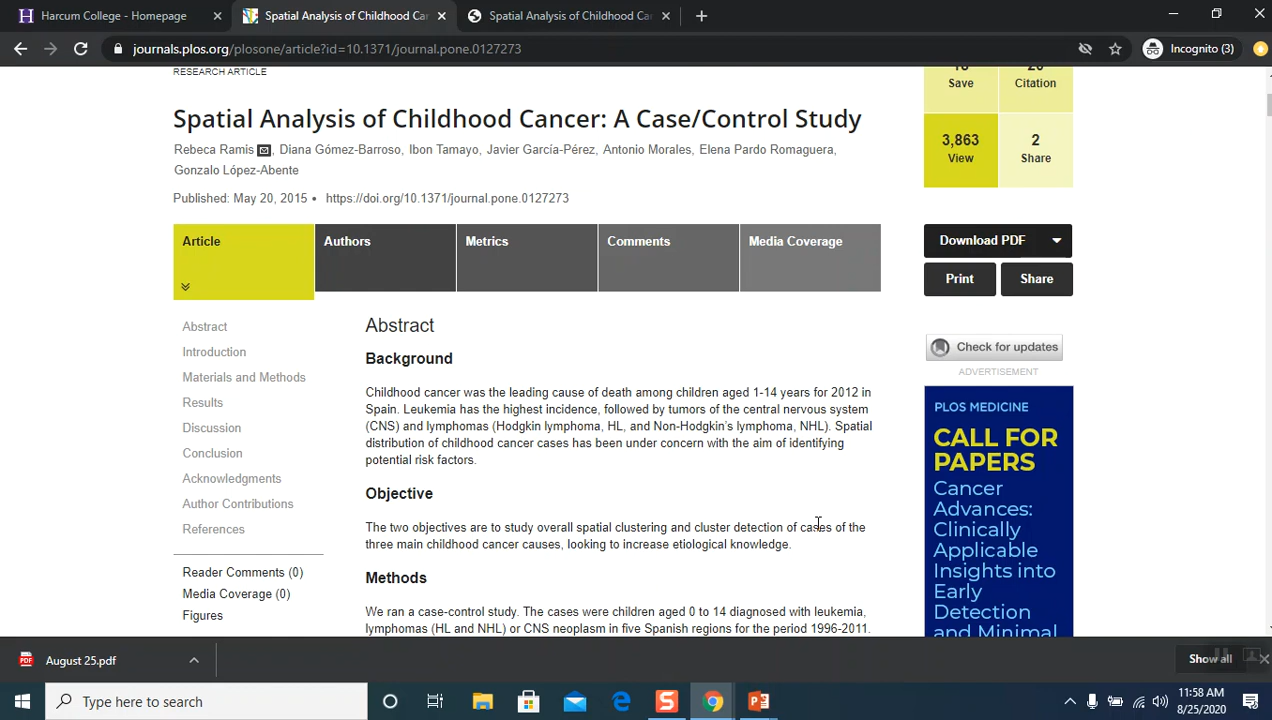 Harcum College - Homepage
Spatial Analysis of Childhood Ca
Spatial Analysis of Childhood Ca
journals.plos.org/plosone/article?id=10.1371/journal.pone.0127273
Incognito (3)
RESEARCH ARTICLE
Save
Citation
Spatial Analysis of Childhood Cancer: A Case/Control Study
Rebeca Ramis, Diana Gómez-Barroso, Ibon Tamayo, Javier García-Pérez, Antonio Morales, Elena Pardo Romaguera,
Gonzalo López-Abente
3,863
View
2
Share
Published: May 20, 2015 • https://doi.org/10.1371/journal.pone.0127273
Article
Authors
Metrics
Comments
Media Coverage
Download PDF
Print
Share
Abstract
Introduction
Materials and Methods
Results
Discussion
Conclusion
Acknowledgments
Author Contributions
References
Reader Comments (0)
Media Coverage (0)
Figures
Abstract
Background
Childhood cancer was the leading cause of death among children aged 1-14 years for 2012 in
Spain. Leukemia has the highest incidence, followed by tumors of the central nervous system
(CNS) and lymphomas (Hodgkin lymphoma, HL, and Non-Hodgkin's lymphoma, NHL). Spatial
distribution of childhood cancer cases has been under concern with the aim of identifying
potential risk factors.
Objective
The two objectives are to study overall spatial clustering and cluster detection of cases of the
three main childhood cancer causes, looking to increase etiological knowledge.
Methods
We ran a case-control study. The cases were children aged 0 to 14 diagnosed with leukemia,
lymphomas (HL and NHL) or CNS neoplasm in five Spanish regions for the period 1996-2011.
Check for updates
ADVERTISEMENT
PLOS MEDICINE
CALL FOR
PAPERS
Cancer
Advances:
Clinically
Applicable
Insights into
Early
Detection
and Minimal
August 25.pdf
Show all
Type here to search
11:58 AM
8/25/2020